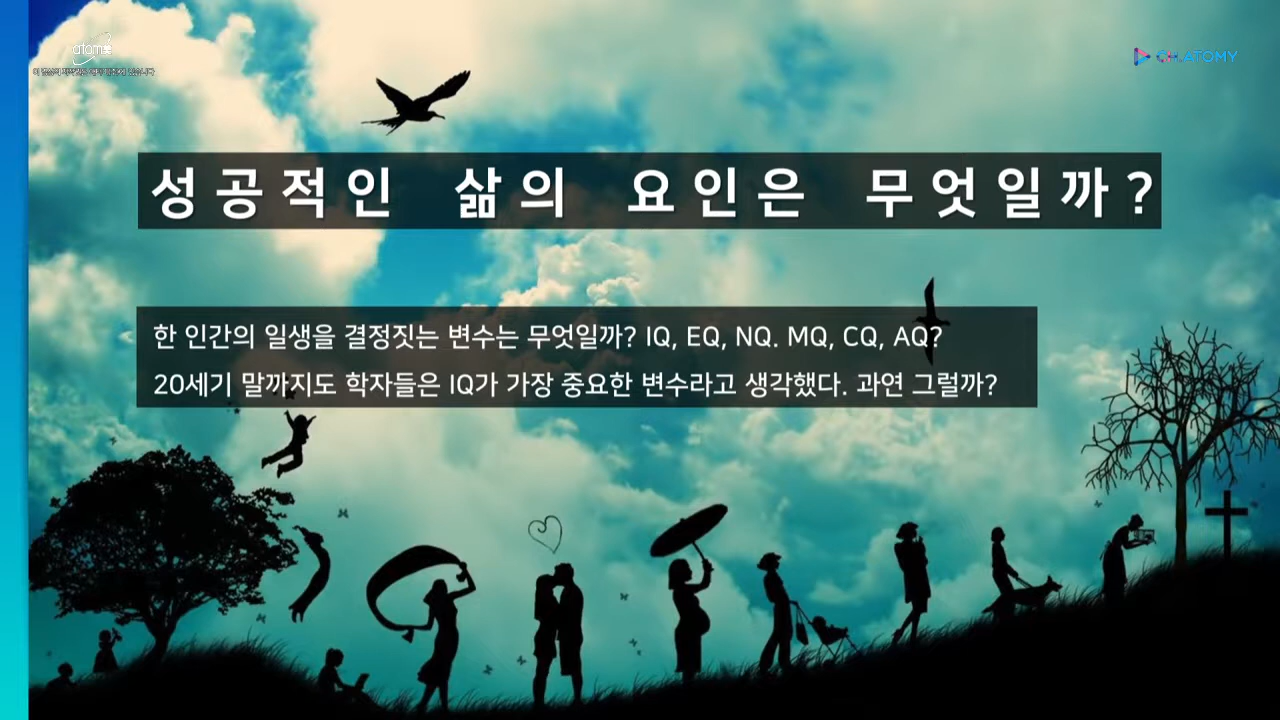 atomy
CH.ATOMY
성공적인 삶의 요인은 무엇일까?
한 인간의 일생을 결정짓는 변수는 무엇일까? IQ, EQ, NQ. MQ, CQ, AQ?
20세기 말까지도 학자들은 IQ가 가장 중요한 변수라고 생각했다. 과연 그럴까?